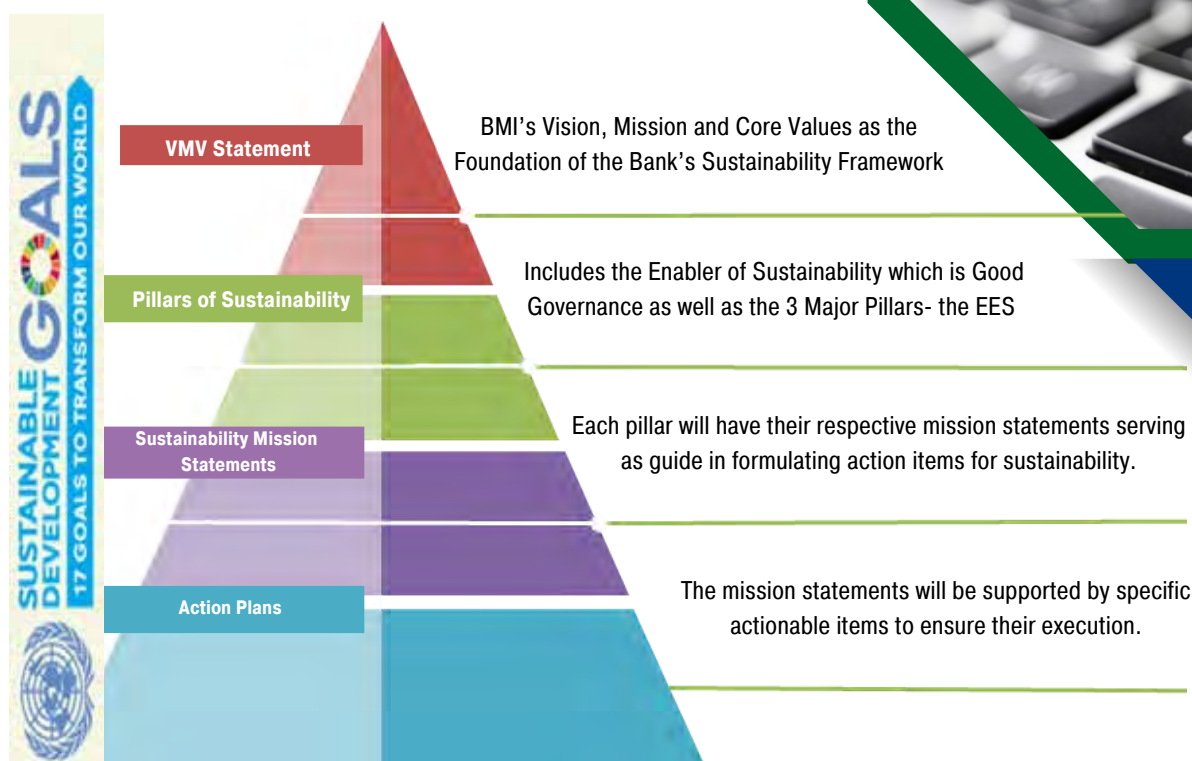 SUSTAINABLE
DEVELOPMENT GOALS
17 GOALS TO TRANSFORM OUR WORLD
VMV Statement
BMI’s Vision, Mission and Core Values as the
Foundation of the Bank’s Sustainability Framework
Pillars of Sustainability
Includes the Enabler of Sustainability which is Good
Governance as well as the 3 Major Pillars- the EES
Sustainability Mission
Statements
Each pillar will have their respective mission statements serving
as guide in formulating action items for sustainability.
Action Plans
The mission statements will be supported by specific
actionable items to ensure their execution.